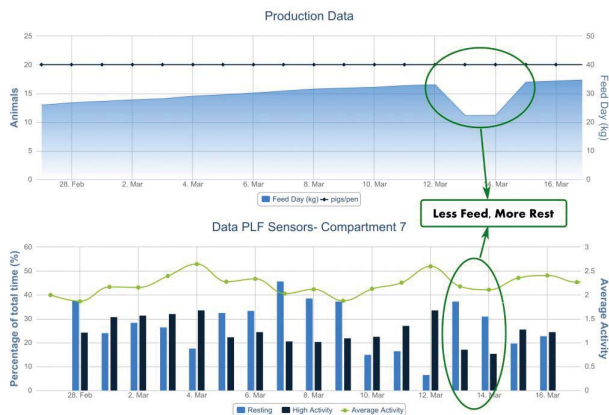 Production Data
25
20
15
10
5
0
Animals
50
40
30
20
10
0
Feed Day (kg)
28. Feb
2. Mar
4. Mar
6. Mar
8. Mar
10. Mar
12. Mar
14. Mar
16. Mar
Feed Day (kg) pigs/pen
Less Feed, More Rest
Data PLF Sensors- Compartment 7
60
50
40
30
20
10
0
Percentage of total time (%)
3
2.5
2
1.5
1
0.5
0
Average Activity
28. Feb
2. Mar
4. Mar
6. Mar
8. Mar
10. Mar
12. Mar
14. Mar
16. Mar
Resting High Activity Average Activity